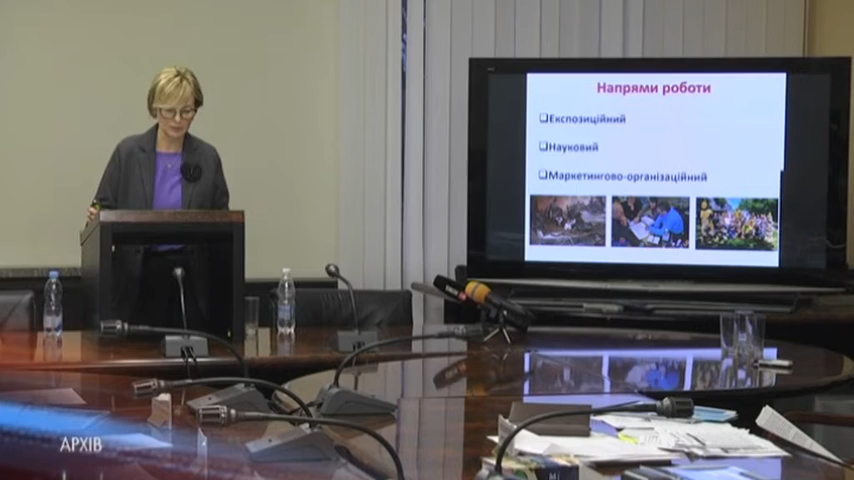 Напрями роботи
❑Експозиційний
❑Науковий
❑Маркетингово-організаційний
АРХІВ